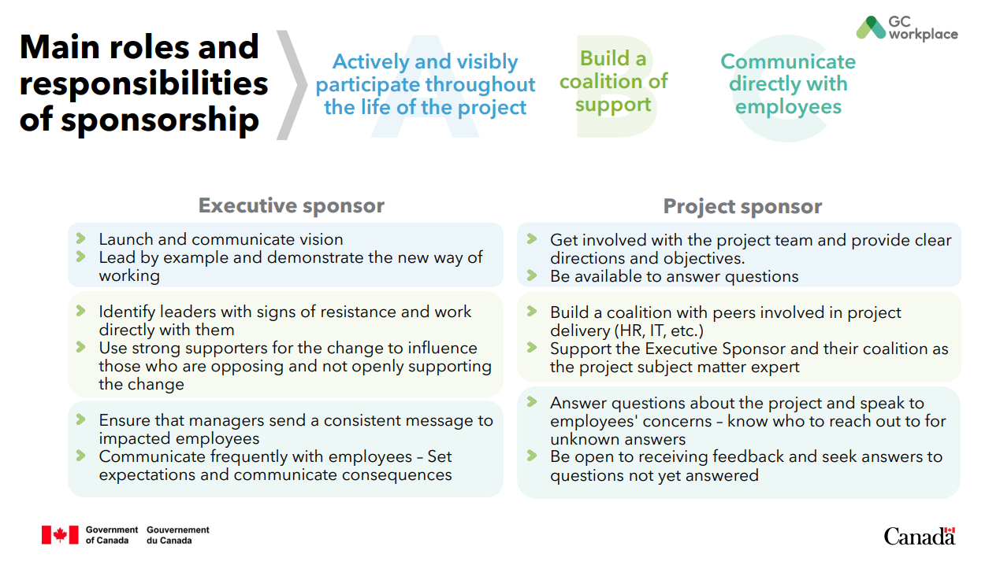 Main roles and
responsibilities
of sponsorship
A
Actively and visibly
participate throughout
the life of the project
B
Build a
coalition of
support
C
Communicate
directly with
employees
GC
workplace
Executive sponsor
Launch and communicate vision
Lead by example and demonstrate the new way of
working
Identify leaders with signs of resistance and work
directly with them
Use strong supporters for the change to influence
those who are opposing and not openly supporting
the change
Ensure that managers send a consistent message to
impacted employees
Communicate frequently with employees – Set
expectations and communicate consequences
Project sponsor
Get involved with the project team and provide clear
directions and objectives.
Be available to answer questions
Build a coalition with peers involved in project
delivery (HR, IT, etc.)
Support the Executive Sponsor and their coalition as
the project subject matter expert
Answer questions about the project and speak to
employees' concerns – know who to reach out to for
unknown answers
Be open to receiving feedback and seek answers to
questions not yet answered
Government
of Canada
Gouvernement
du Canada
Canada